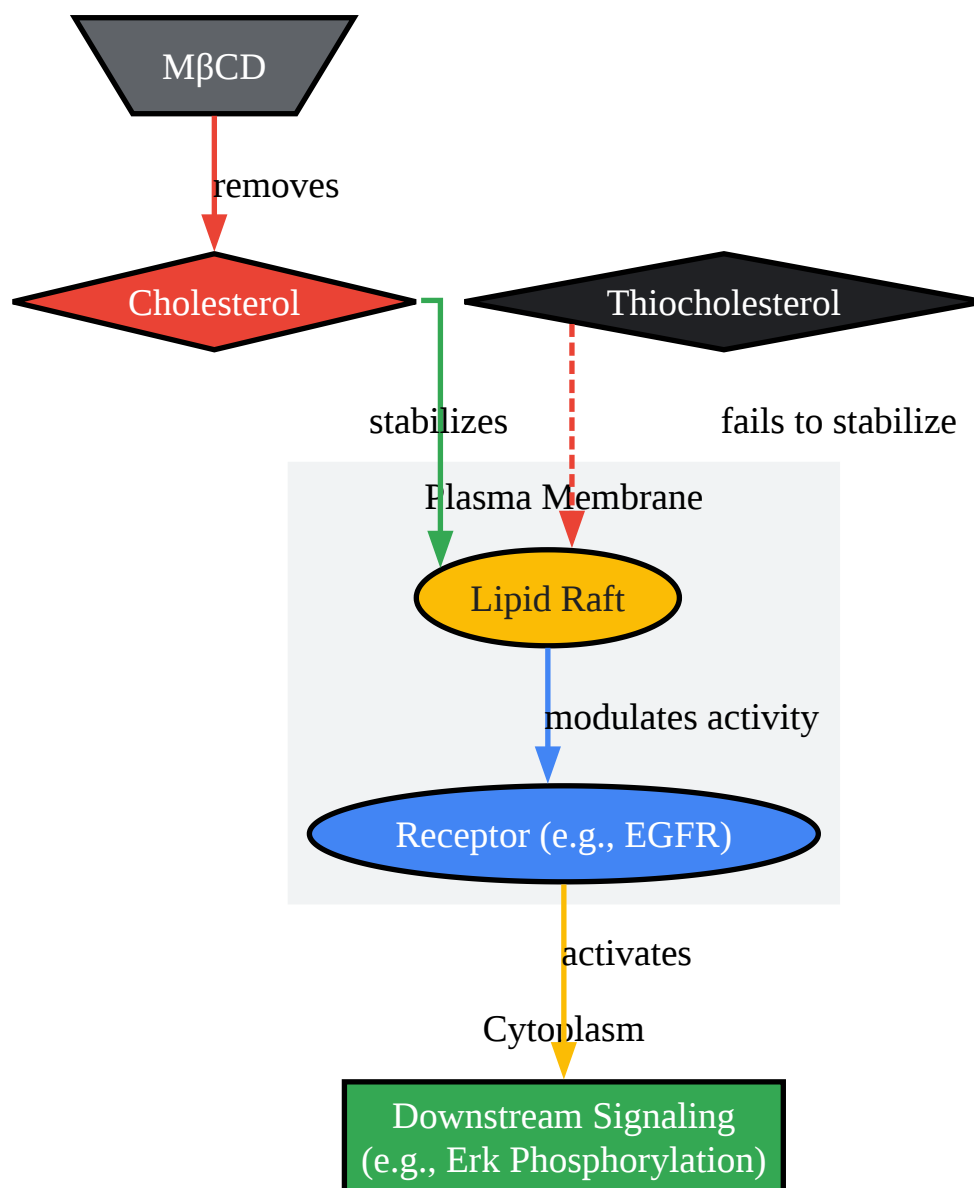 MβCD
removes
Cholesterol
Thiocholesterol
stabilizes
fails to stabilize
Plasma Membrane
Lipid Raft
modulates activity
Receptor (e.g., EGFR)
activates
Cytoplasm
Downstream Signaling
(e.g., Erk Phosphorylation)